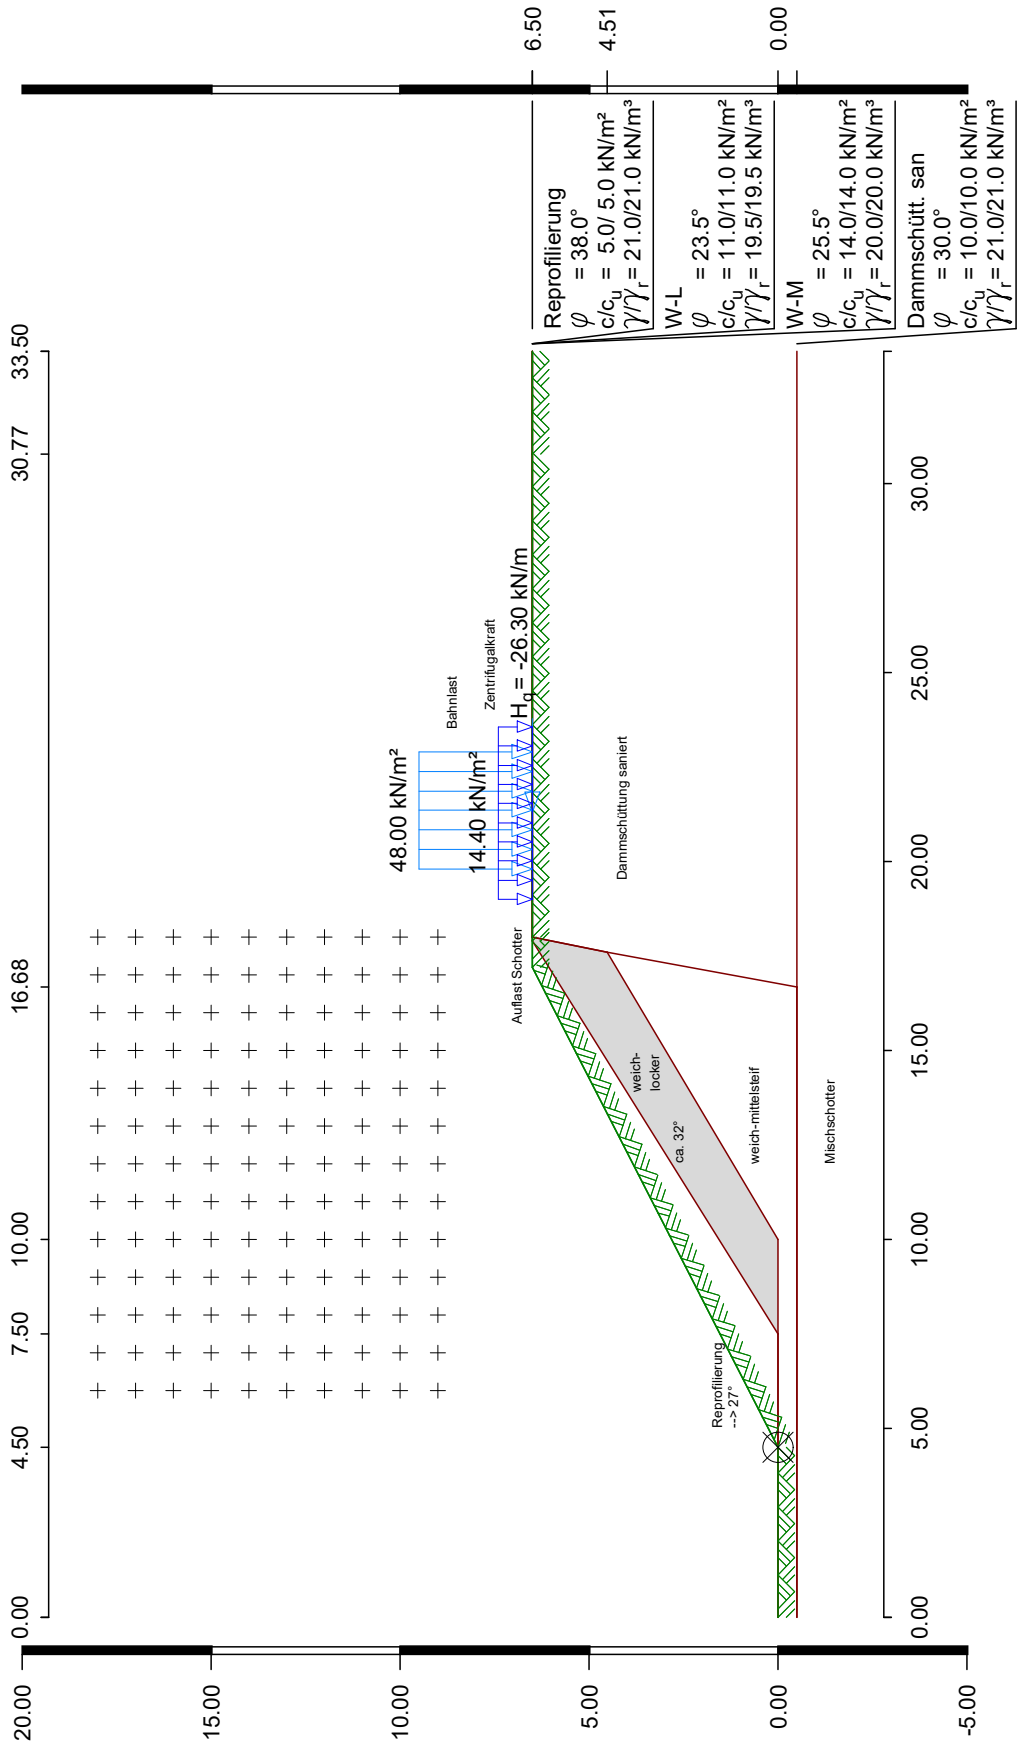 0.00
4.50
7.50
10.00
16.68
30.77
33.50
20.00
15.00
10.00
5.00
0.00
-5.00
6.50
4.51
0.00
48.00 kN/m²
Bahnlast
14.40 kN/m²
Zentrifugalkraft
Hq = -26.30 kN/m
Auflast Schotter
Dammschüttung saniert
weich-
locker
ca. 32°
Reprofilierung
--> 27°
weich-mittelsteif
Mischschotter
0.00
5.00
10.00
15.00
20.00
25.00
30.00
Reprofilierung
φ = 38.0°
c/cu = 5.0/ 5.0 kN/m²
γ/γr = 21.0/21.0 kN/m³
W-L
φ = 23.5°
c/cu = 11.0/11.0 kN/m²
γ/γr = 19.5/19.5 kN/m³
W-M
φ = 25.5°
c/cu = 14.0/14.0 kN/m²
γ/γr = 20.0/20.0 kN/m³
Dammschütt. san
φ = 30.0°
c/cu = 10.0/10.0 kN/m²
γ/γr = 21.0/21.0 kN/m³